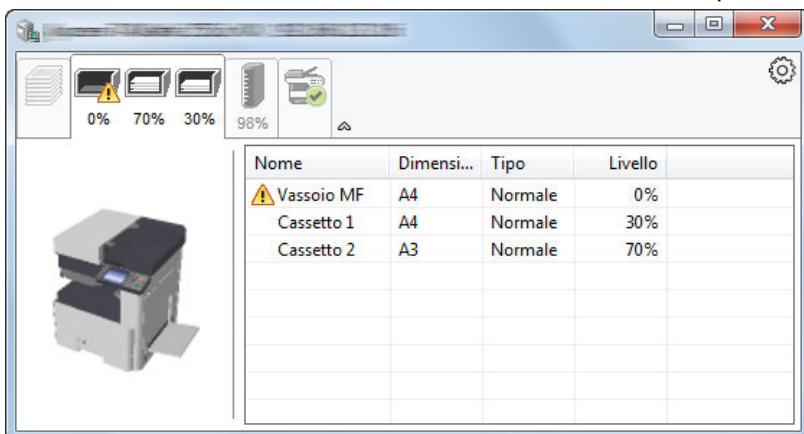 0% 70% 30% 98%
Nome Dimensi... Tipo Livello
Vassoio MF A4 Normale 0%
Cassetto 1 A4 Normale 30%
Cassetto 2 A3 Normale 70%